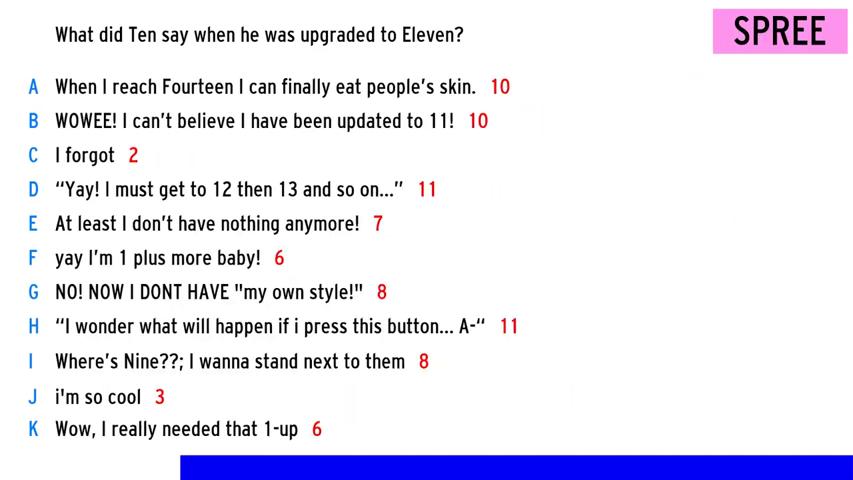 What did Ten say when he was upgraded to Eleven?
SPREE
A When I reach Fourteen I can finally eat people's skin. 10
B WOWEE! I can't believe I have been updated to 11! 10
C I forgot 2
D “Yay! I must get to 12 then 13 and so on...” 11
E At least I don't have nothing anymore! 7
F yay I'm 1 plus more baby! 6
G NO! NOW I DONT HAVE "my own style!" 8
H “I wonder what will happen if i press this button... A-“ 11
I Where's Nine??; I wanna stand next to them 8
J i'm so cool 3
K Wow, I really needed that 1-up 6